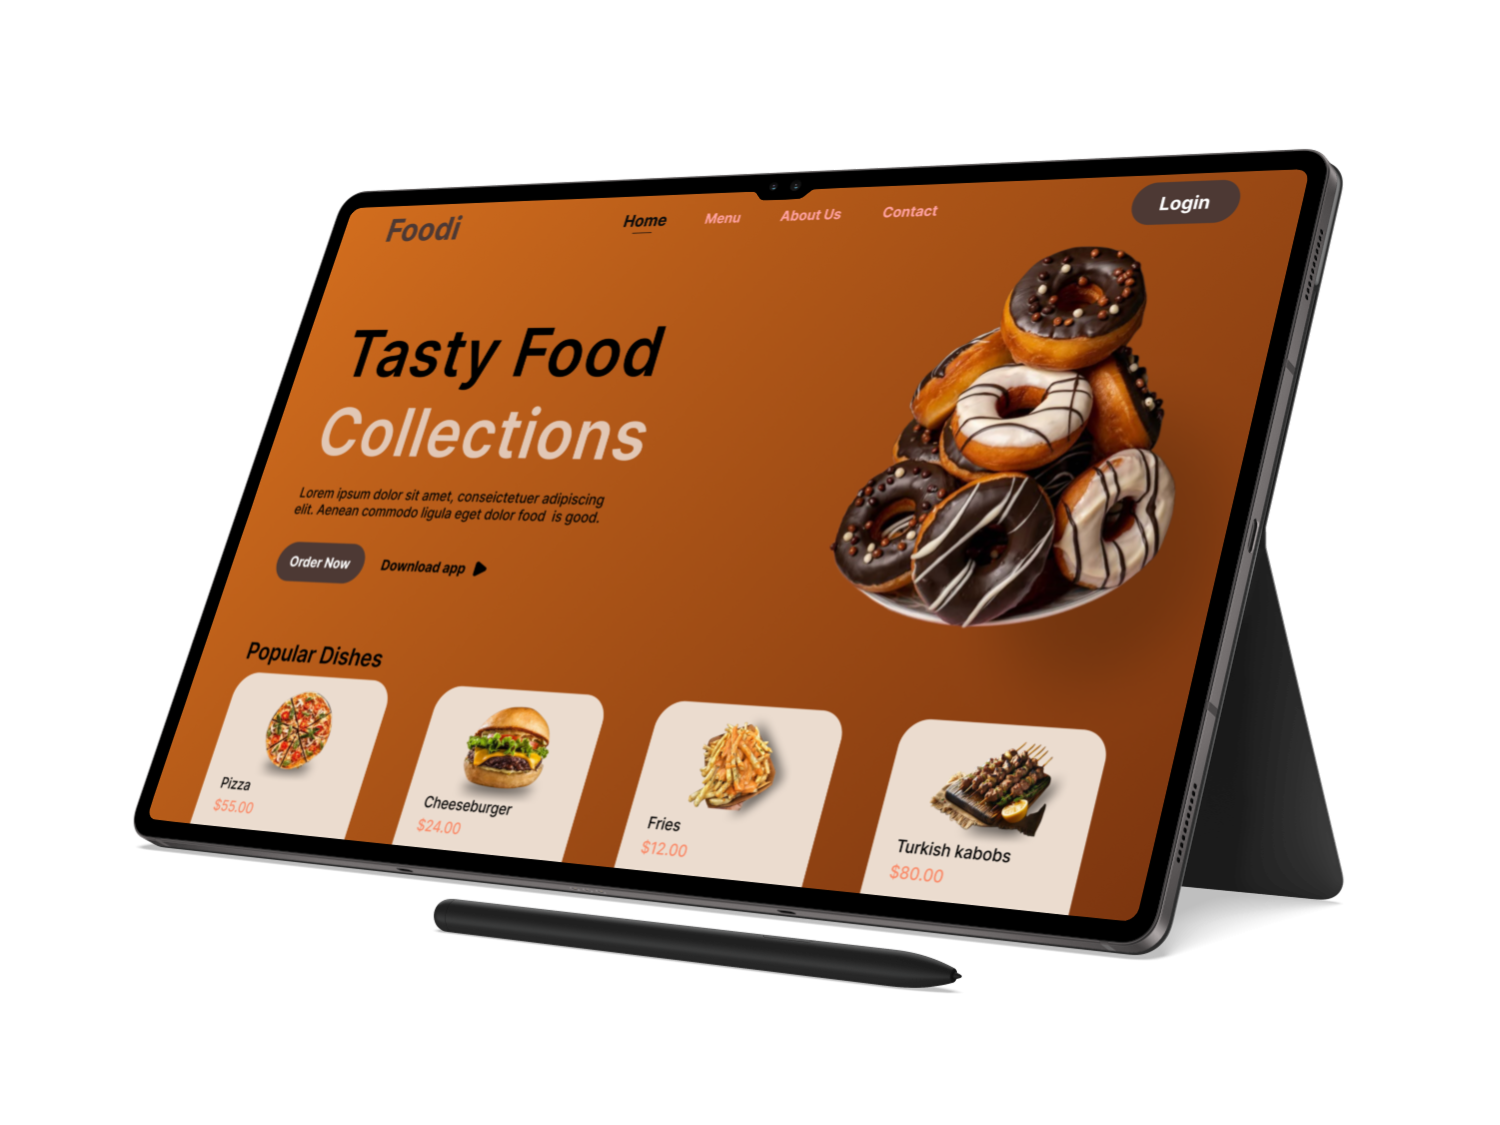 Foodi
Home
Menu
About Us
Contact
Login
Tasty Food
Collections
Lorem ipsum dolor sit amet, conseictetuer adipiscing
elit. Aenean commodo ligula eget dolor food is good.
Order Now
Download app
Popular Dishes
Pizza
$55.00
Cheeseburger
$24.00
Fries
$12.00
Turkish kabobs
$80.00